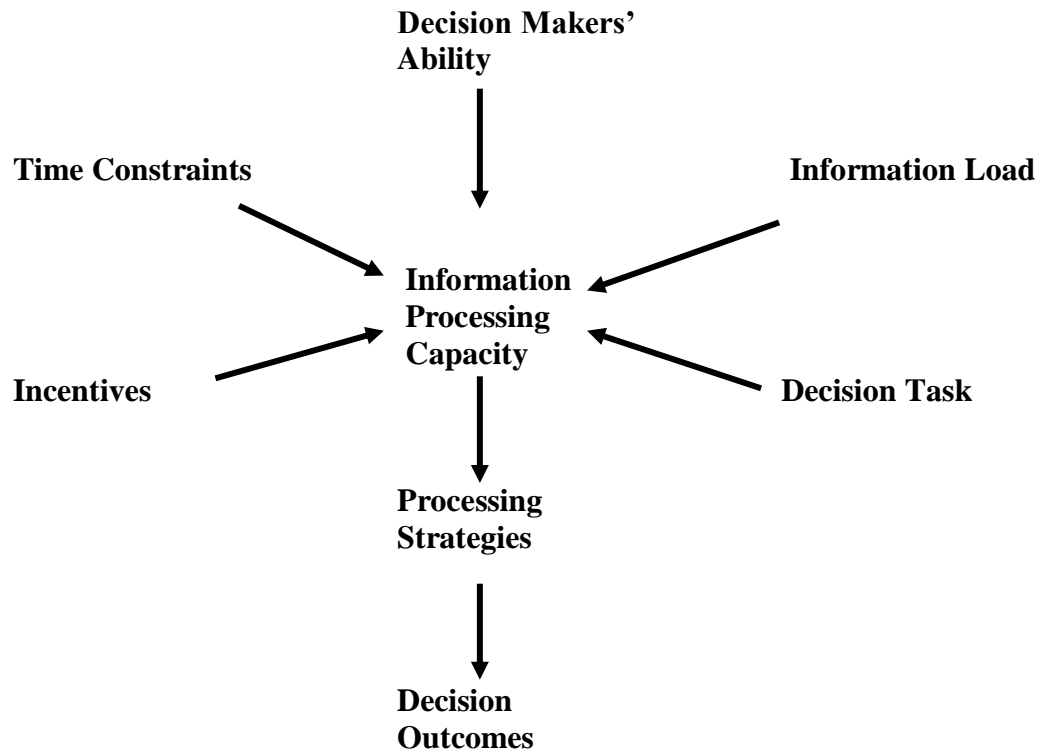 Decision Makers’
Ability
Time Constraints
Information Load
Information
Processing
Capacity
Incentives
Decision Task
Processing
Strategies
Decision
Outcomes